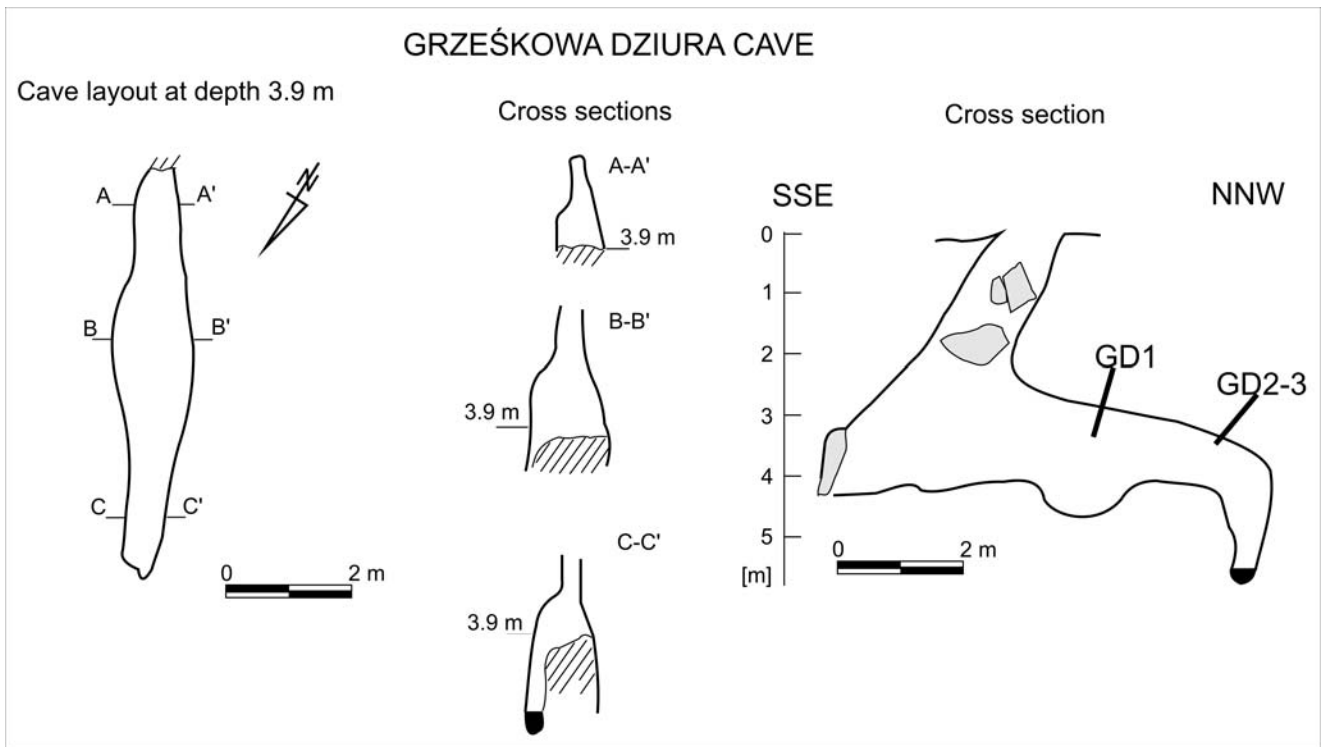 GRZEŚKOWA DZIURA CAVE
Cave layout at depth 3.9 m
A
A'
B
B'
C
C'
N
0
2 m
Cross sections
A-A'
3.9 m
B-B'
3.9 m
C-C'
3.9 m
Cross section
SSE
NNW
0
1
2
3
4
5
[m]
GD1
GD2-3
0
2 m